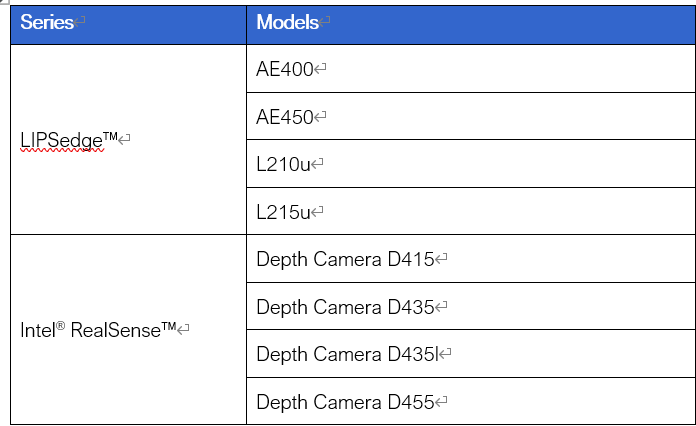 Series
Models
LIPSedge™
AE400
AE450
L210u
L215u
Intel® RealSense™
Depth Camera D415
Depth Camera D435
Depth Camera D435I
Depth Camera D455